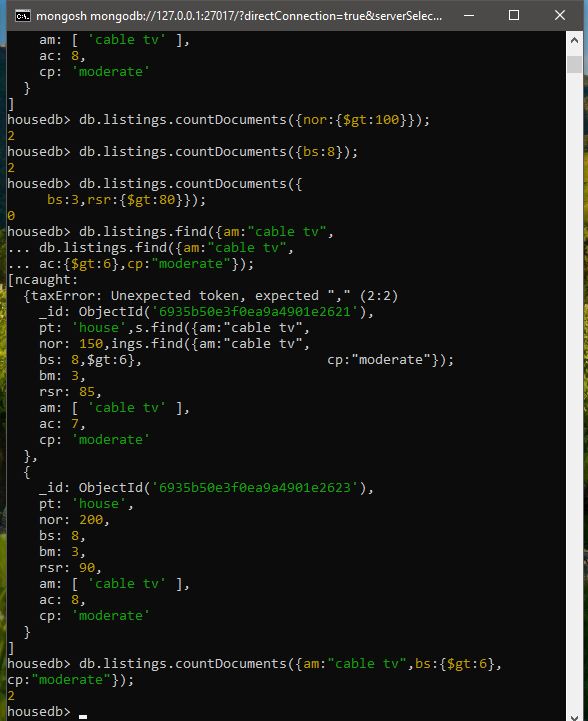 mongosh mongodb://127.0.0.1:27017/?directConnection=true&serverSelec...
am: [ 'cable tv' ],
ac: 8,
cp: 'moderate'
}
]
housedb> db.listings.countDocuments({nor:{$gt:100}});
2
housedb> db.listings.countDocuments({bs:8});
2
housedb> db.listings.countDocuments({
bs:3,rsr:{$gt:80}});
0
housedb> db.listings.find({am:"cable tv",
... db.listings.find({am:"cable tv",
... ac:{$gt:6},cp:"moderate"});
[ncaught:
{taxError: Unexpected token, expected "," (2:2)
_id: ObjectId('6935b50e3f0ea9a4901e2621'),
pt: 'house',s.find({am:"cable tv",
nor: 150,ings.find({am:"cable tv",
bs: 8,$gt:6}, cp:"moderate"});
bm: 3,
rsr: 85,
am: [ 'cable tv' ],
ac: 7,
cp: 'moderate'
},
{
_id: ObjectId('6935b50e3f0ea9a4901e2623'),
pt: 'house',
nor: 200,
bs: 8,
bm: 3,
rsr: 90,
am: [ 'cable tv' ],
ac: 8,
cp: 'moderate'
}
]
housedb> db.listings.countDocuments({am:"cable tv",bs:{$gt:6},
cp:"moderate"});
2
housedb>